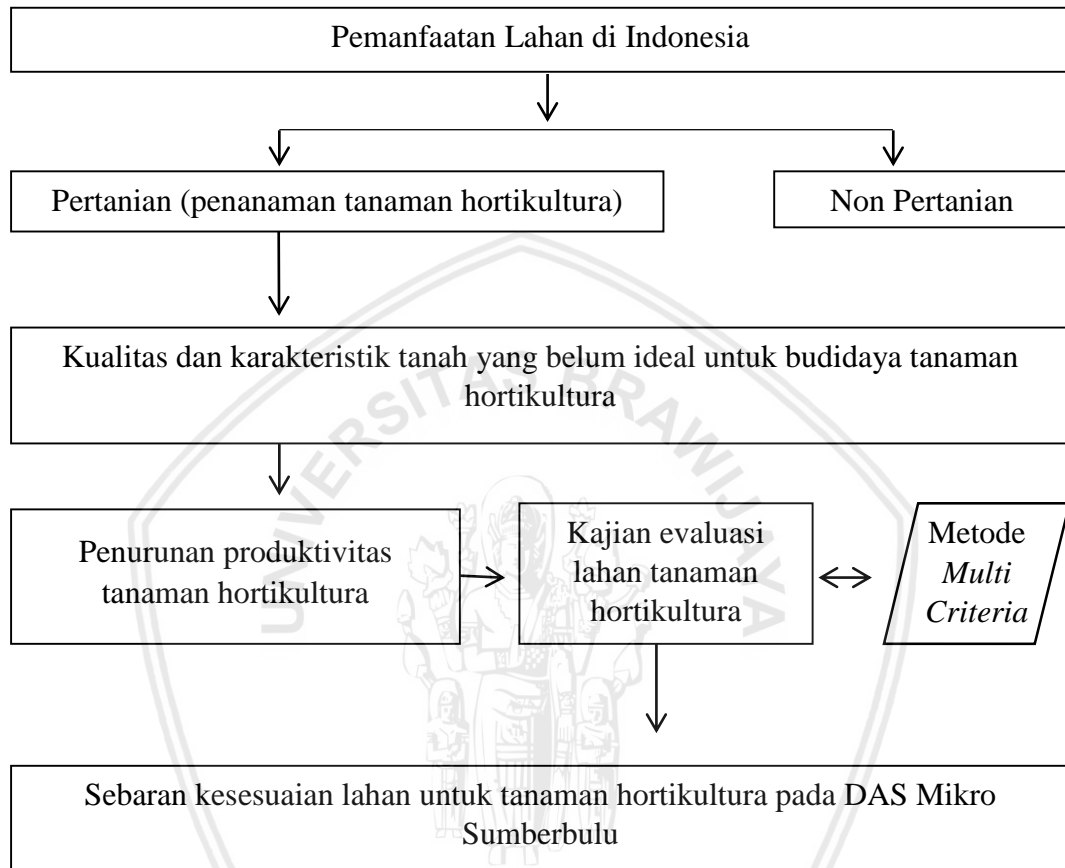 Pemanfaatan Lahan di Indonesia
Pertanian (penanaman tanaman hortikultura)
Non Pertanian
Kualitas dan karakteristik tanah yang belum ideal untuk budidaya tanaman
hortikultura
Penurunan produktivitas
tanaman hortikultura
Kajian evaluasi
lahan tanaman
hortikultura
Metode
Multi
Criteria
Sebaran kesesuaian lahan untuk tanaman hortikultura pada DAS Mikro
Sumberbulu
UNIVERSITAS BRAWIJAYA